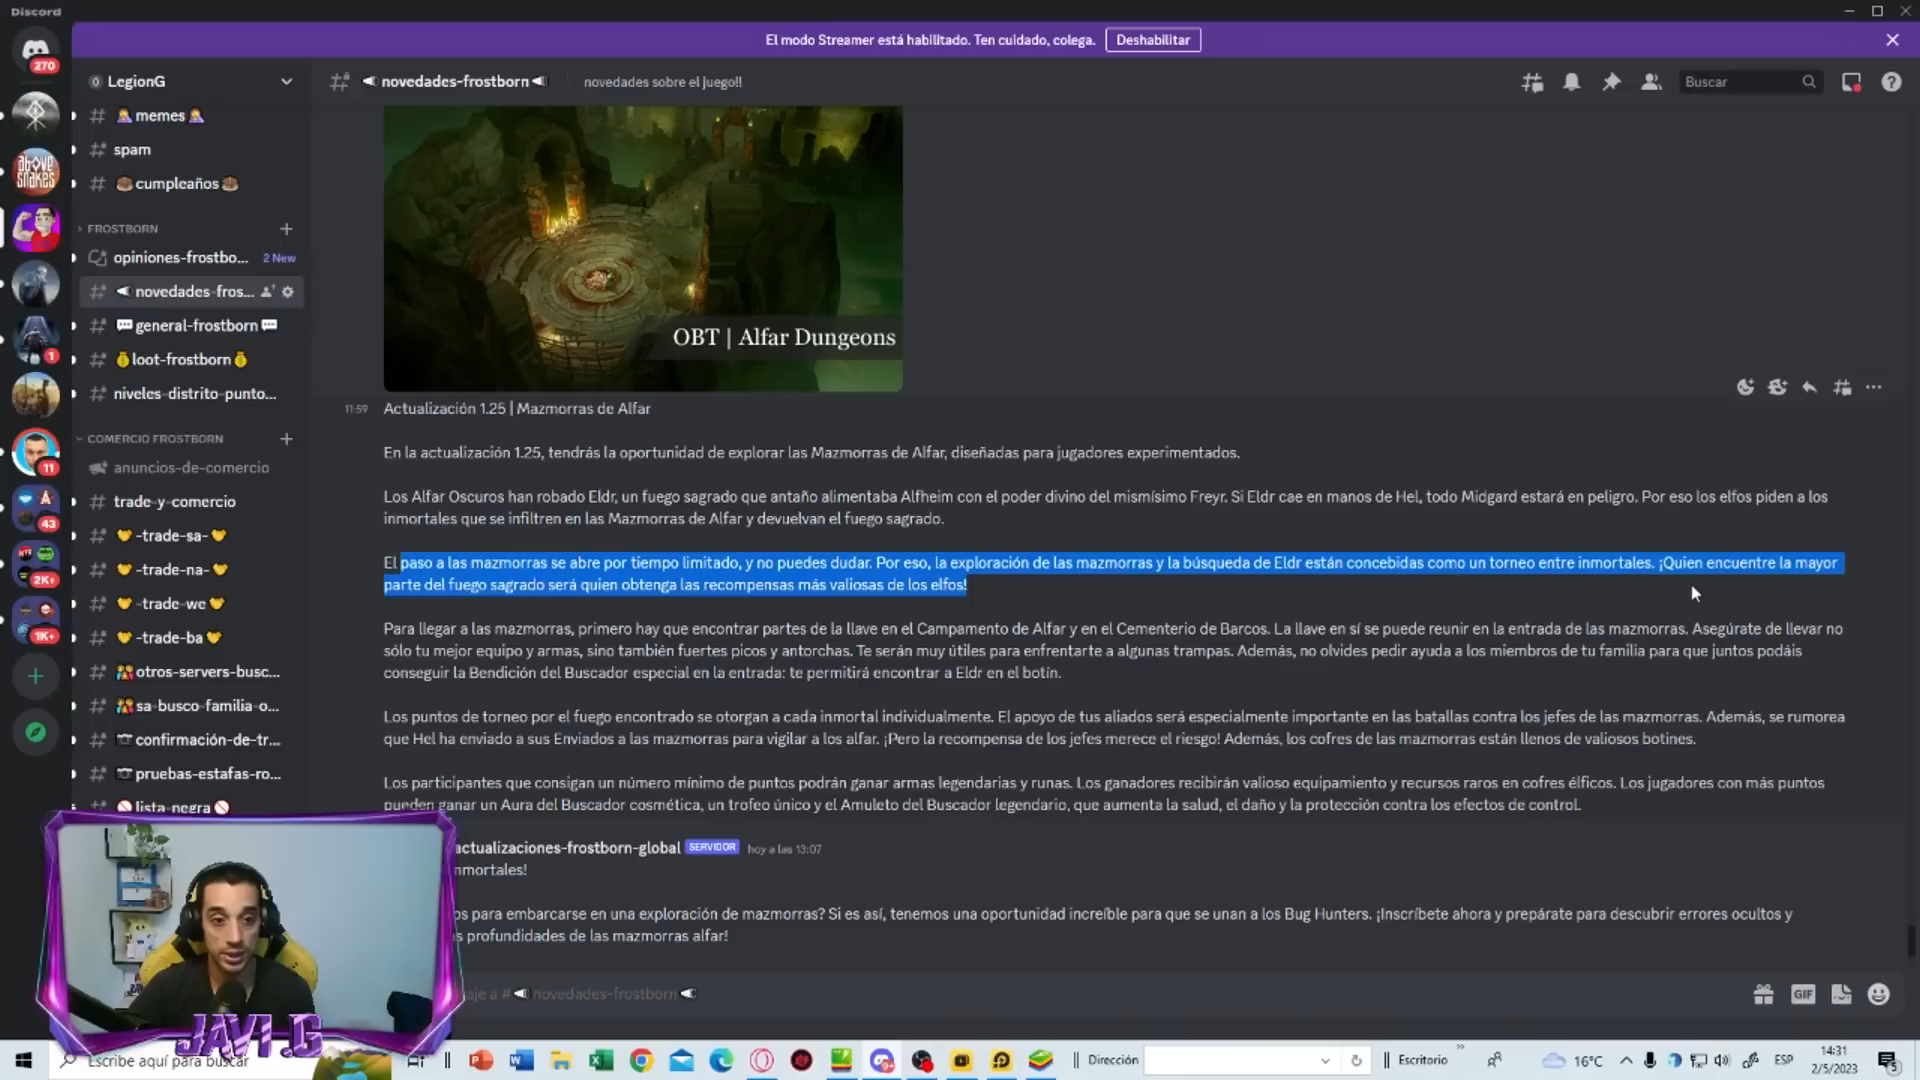 Discord
El modo Streamer está habilitado. Ten cuidado, colega. Deshabilitar
270
LegionG
novedades-frostborn
novedades sobre el juego!!
Buscar
memes
spam
cumpleaños
FROSTBORN
opiniones-frostbo... 2 New
novedades-fros...
general-frostborn
loot-frostborn
niveles-distrito-punto...
COMERCIO FROSTBORN
anuncios-de-comercio
trade-y-comercio
-trade-sa-
-trade-na-
-trade-we
-trade-ba
otros-servers-busc...
sa-busco-familia-o...
confirmación-de-tr...
pruebas-estafas-ro...
lista-negra
ABOVE
SNAKES
1
11
43
2K+
1K+
OBT | Alfar Dungeons
11:59
Actualización 1.25 | Mazmorras de Alfar
En la actualización 1.25, tendrás la oportunidad de explorar las Mazmorras de Alfar, diseñadas para jugadores experimentados.
Los Alfar Oscuros han robado Eldr, un fuego sagrado que antaño alimentaba Alfheim con el poder divino del mismísimo Freyr. Si Eldr cae en manos de Hel, todo Midgard estará en peligro. Por eso los elfos piden a los
inmortales que se infiltren en las Mazmorras de Alfar y devuelvan el fuego sagrado.
El paso a las mazmorras se abre por tiempo limitado, y no puedes dudar. Por eso, la exploración de las mazmorras y la búsqueda de Eldr están concebidas como un torneo entre inmortales. ¡Quien encuentre la mayor
parte del fuego sagrado será quien obtenga las recompensas más valiosas de los elfos!
Para llegar a las mazmorras, primero hay que encontrar partes de la llave en el Campamento de Alfar y en el Cementerio de Barcos. La llave en sí se puede reunir en la entrada de las mazmorras. Asegúrate de llevar no
sólo tu mejor equipo y armas, sino también fuertes picos y antorchas. Te serán muy útiles para enfrentarte a algunas trampas. Además, no olvides pedir ayuda a los miembros de tu familia para que juntos podáis
conseguir la Bendición del Buscador especial en la entrada: te permitirá encontrar a Eldr en el botín.
Los puntos de torneo por el fuego encontrado se otorgan a cada inmortal individualmente. El apoyo de tus aliados será especialmente importante en las batallas contra los jefes de las mazmorras. Además, se rumorea
que Hel ha enviado a sus Enviados a las mazmorras para vigilar a los alfar. ¡Pero la recompensa de los jefes merece el riesgo! Además, los cofres de las mazmorras están llenos de valiosos botines.
Los participantes que consigan un número mínimo de puntos podrán ganar armas legendarias y runas. Los ganadores recibirán valioso equipamiento y recursos raros en cofres élficos. Los jugadores con más puntos
pueden ganar un Aura del Buscador cosmética, un trofeo único y el Amuleto del Buscador legendario, que aumenta la salud, el daño y la protección contra los efectos de control.
actualizaciones-frostborn-global SERVIDOR hoy a las 13:07
nmortales!
os para embarcarse en una exploración de mazmorras? Si es así, tenemos una oportunidad increíble para que se unan a los Bug Hunters. ¡Inscríbete ahora y prepárate para descubrir errores ocultos y
s profundidades de las mazmorras alfar!
aje a # novedades-frostborn
GIF
JAVI.G
Escribe aquí para buscar
Dirección
Escritorio
16°C
ESP
14:31
2/5/2023
5